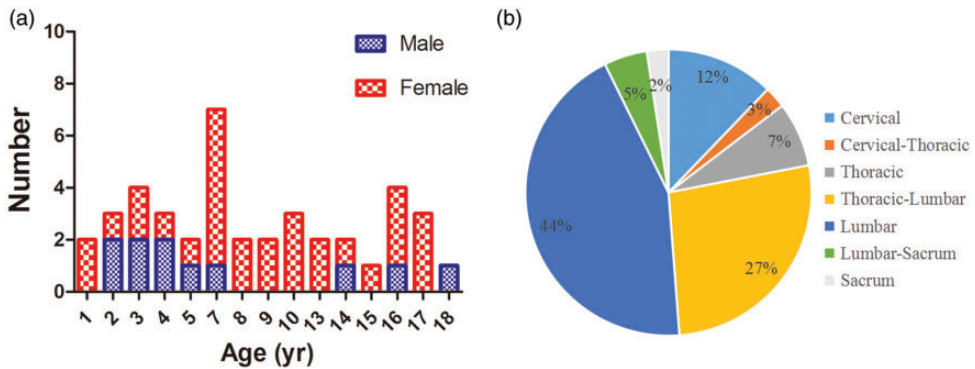 (a)
10
8
6
4
2
0
Number
Male
Female
1 2 3 4 5 7 8 9 10 13 14 15 16 17 18
Age (yr)
(b)
12%
3%
7%
27%
44%
5%
2%
Cervical
Cervical-Thoracic
Thoracic
Thoracic-Lumbar
Lumbar
Lumbar-Sacrum
Sacrum